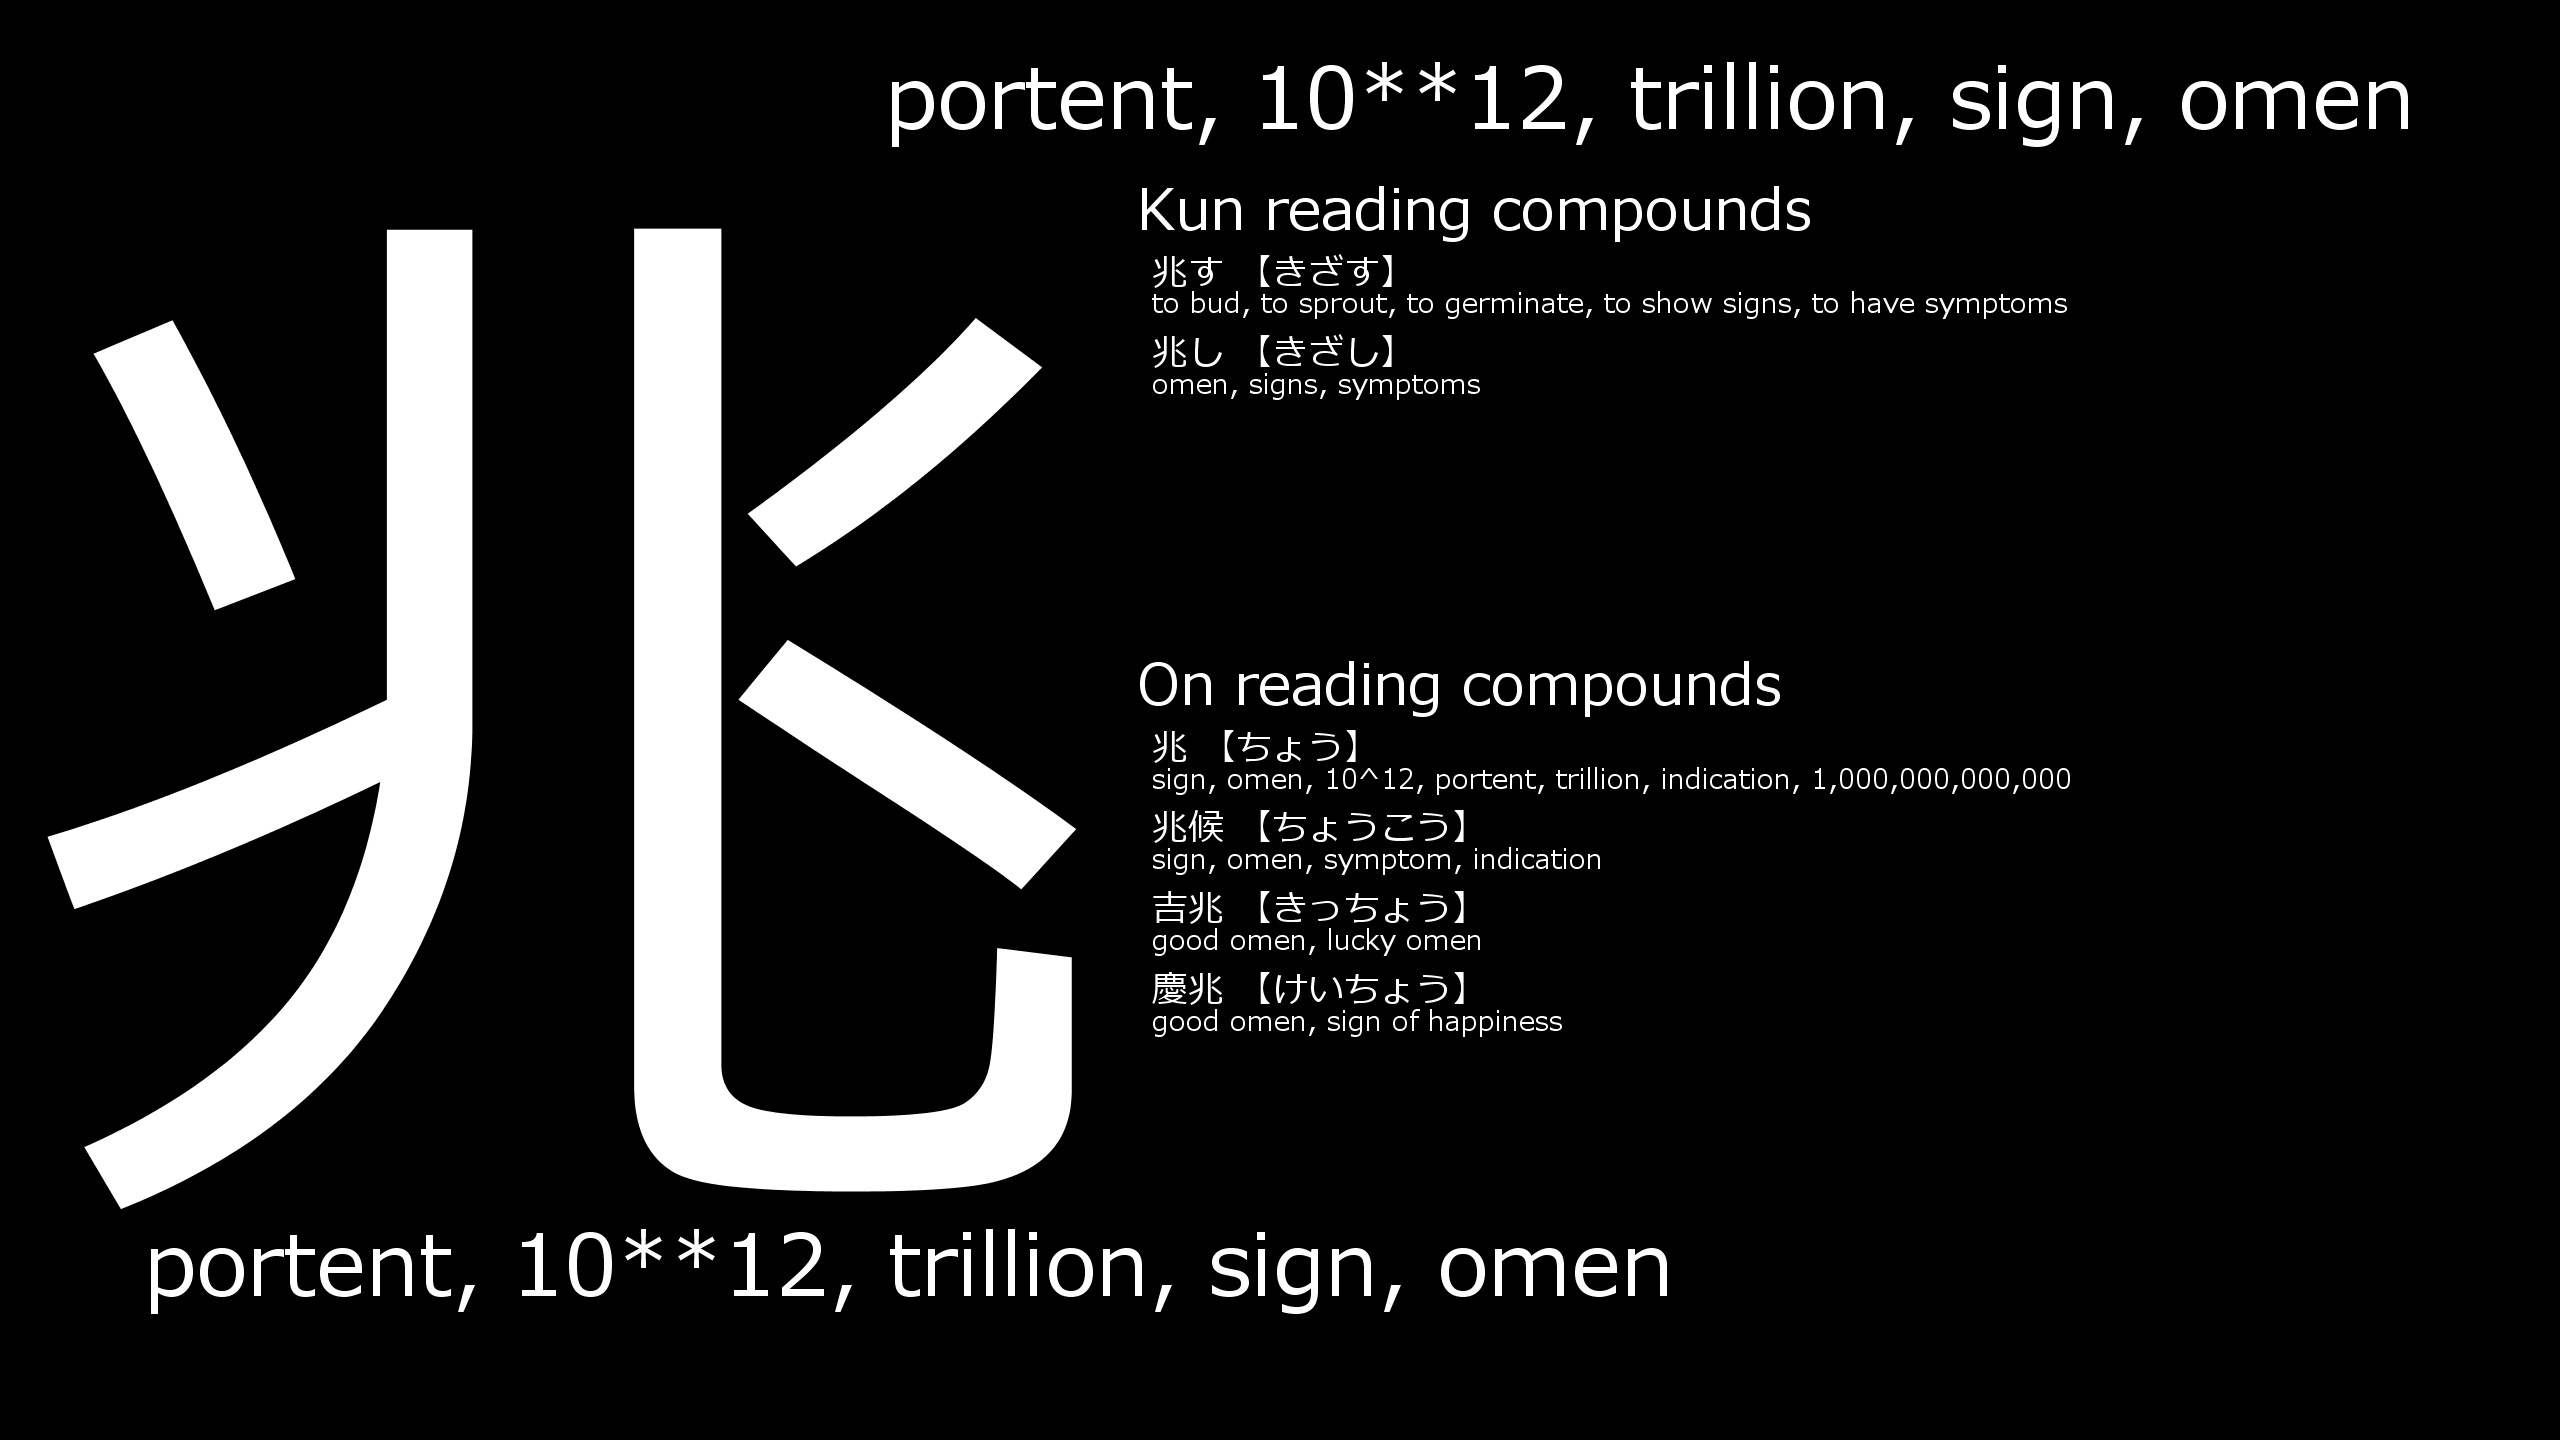 portent, 10**12, trillion, sign, omen
兆
Kun reading compounds
兆す 【きざす】
to bud, to sprout, to germinate, to show signs, to have symptoms
兆し 【きざし】
omen, signs, symptoms
On reading compounds
兆 【ちょう】
sign, omen, 10^12, portent, trillion, indication, 1,000,000,000,000
兆候 【ちょうこう】
sign, omen, symptom, indication
吉兆 【きっちょう】
good omen, lucky omen
慶兆 【けいちょう】
good omen, sign of happiness
portent, 10**12, trillion, sign, omen